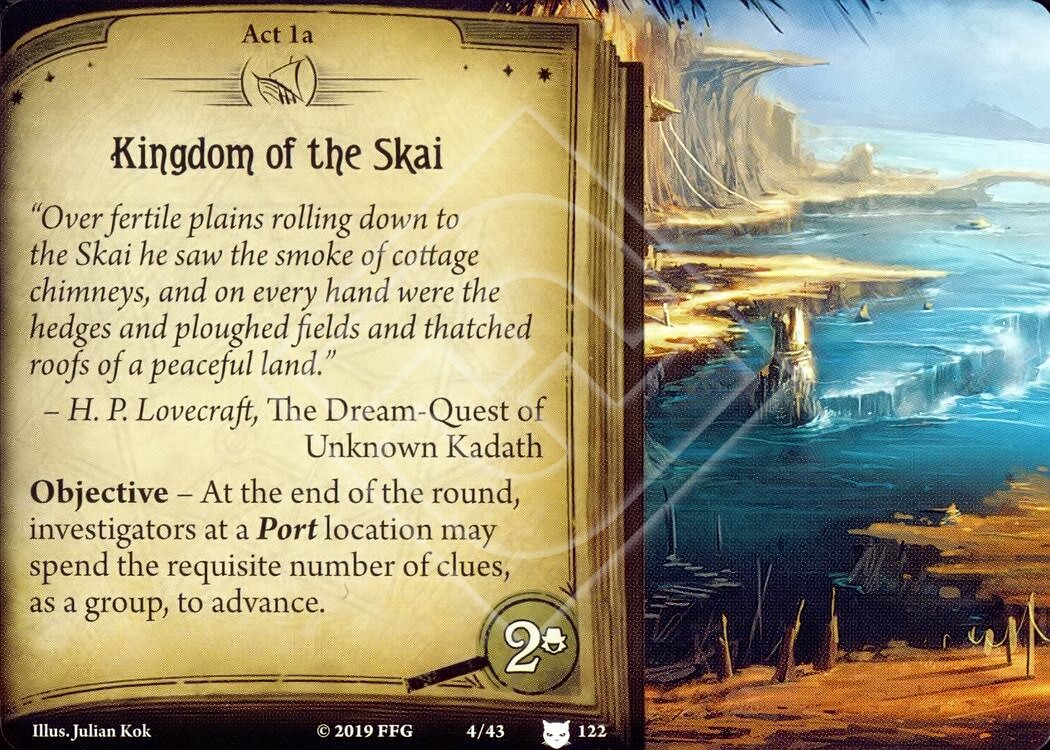 Act 1a
Kingdom of the Skai
“Over fertile plains rolling down to
the Skai he saw the smoke of cottage
chimneys, and on every hand were the
hedges and ploughed fields and thatched
roofs of a peaceful land.”
– H. P. Lovecraft, The Dream-Quest of
Unknown Kadath
Objective – At the end of the round,
investigators at a Port location may
spend the requisite number of clues,
as a group, to advance.
2
Illus. Julian Kok © 2019 FFG 4/43 122